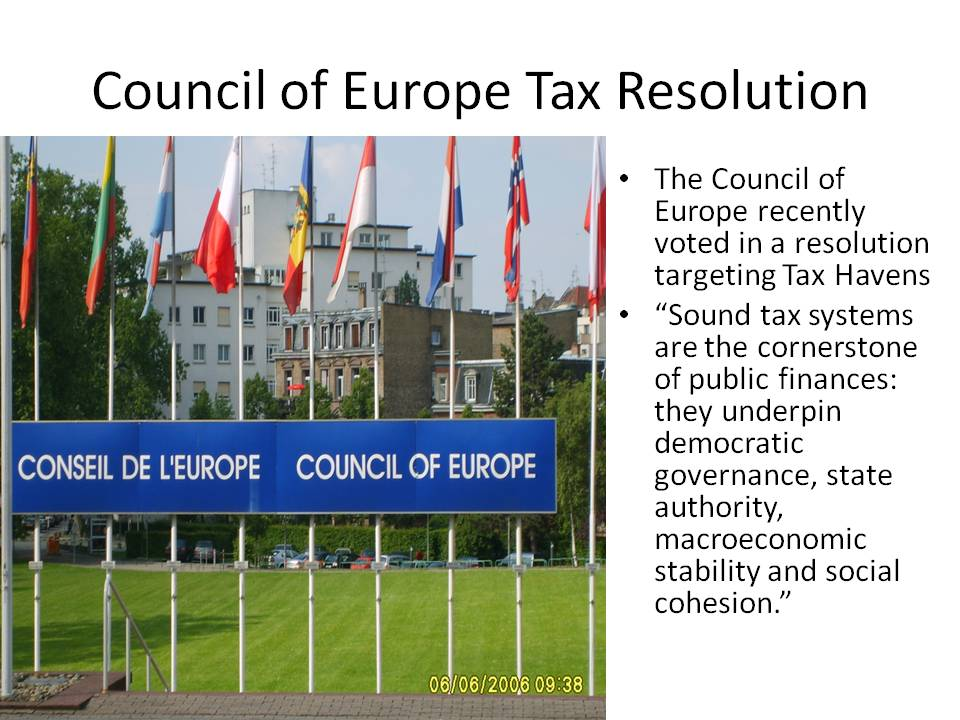 Council of Europe Tax Resolution
CONSEIL DE L'EUROPE COUNCIL OF EUROPE
06/06/2006 09:38
• The Council of
Europe recently
voted in a resolution
targeting Tax Havens
• “Sound tax systems
are the cornerstone
of public finances:
they underpin
democratic
governance, state
authority,
macroeconomic
stability and social
cohesion.”